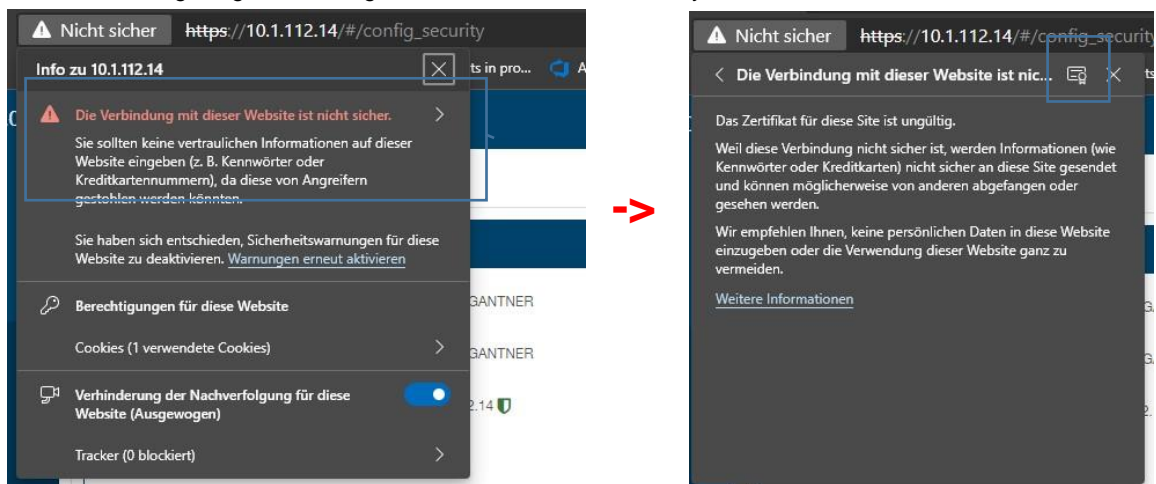 Nicht sicher https://10.1.112.14/#/config_security
Info zu 10.1.112.14
ts in pro... A
Die Verbindung mit dieser Website ist nicht sicher.
Sie sollten keine vertraulichen Informationen auf dieser
Website eingeben (z. B. Kennwörter oder
Kreditkartennummern), da diese von Angreifern
gestohlen werden könnten.
Sie haben sich entschieden, Sicherheitswarnungen für diese
Website zu deaktivieren. Warnungen erneut aktivieren
Berechtigungen für diese Website
GANTNER
Cookies (1 verwendete Cookies)
GANTNER
Verhinderung der Nachverfolgung für diese
Website (Ausgewogen)
2.14
Tracker (0 blockiert)
->
Nicht sicher https://10.1.112.14/#/config_security
Die Verbindung mit dieser Website ist nic...
ts
Das Zertifikat für diese Site ist ungültig.
Weil diese Verbindung nicht sicher ist, werden Informationen (wie
Kennwörter oder Kreditkarten) nicht sicher an diese Site gesendet
und können möglicherweise von anderen abgefangen oder
gesehen werden.
Wir empfehlen Ihnen, keine persönlichen Daten in diese Website
einzugeben oder die Verwendung dieser Website ganz zu
vermeiden.
Weitere Informationen